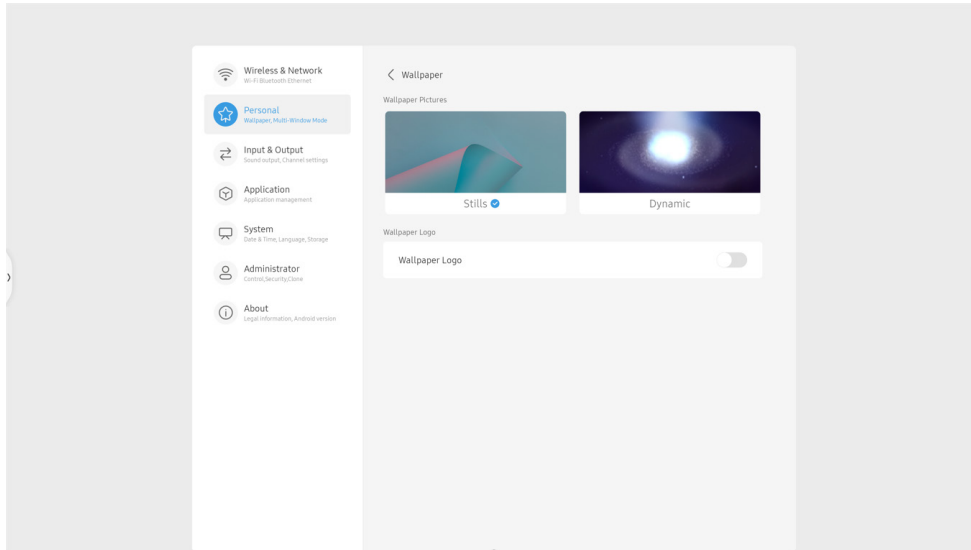 Wireless & Network
Wi-Fi Bluetooth Ethernet
Personal
Wallpaper, Multi-Window Mode
Input & Output
Sound output, Channel settings
Application
Application management
System
Date & Time, Language, Storage
Administrator
Control,Security,Clone
About
Legal information, Android version
Wallpaper
Wallpaper Pictures
Stills
Dynamic
Wallpaper Logo
Wallpaper Logo